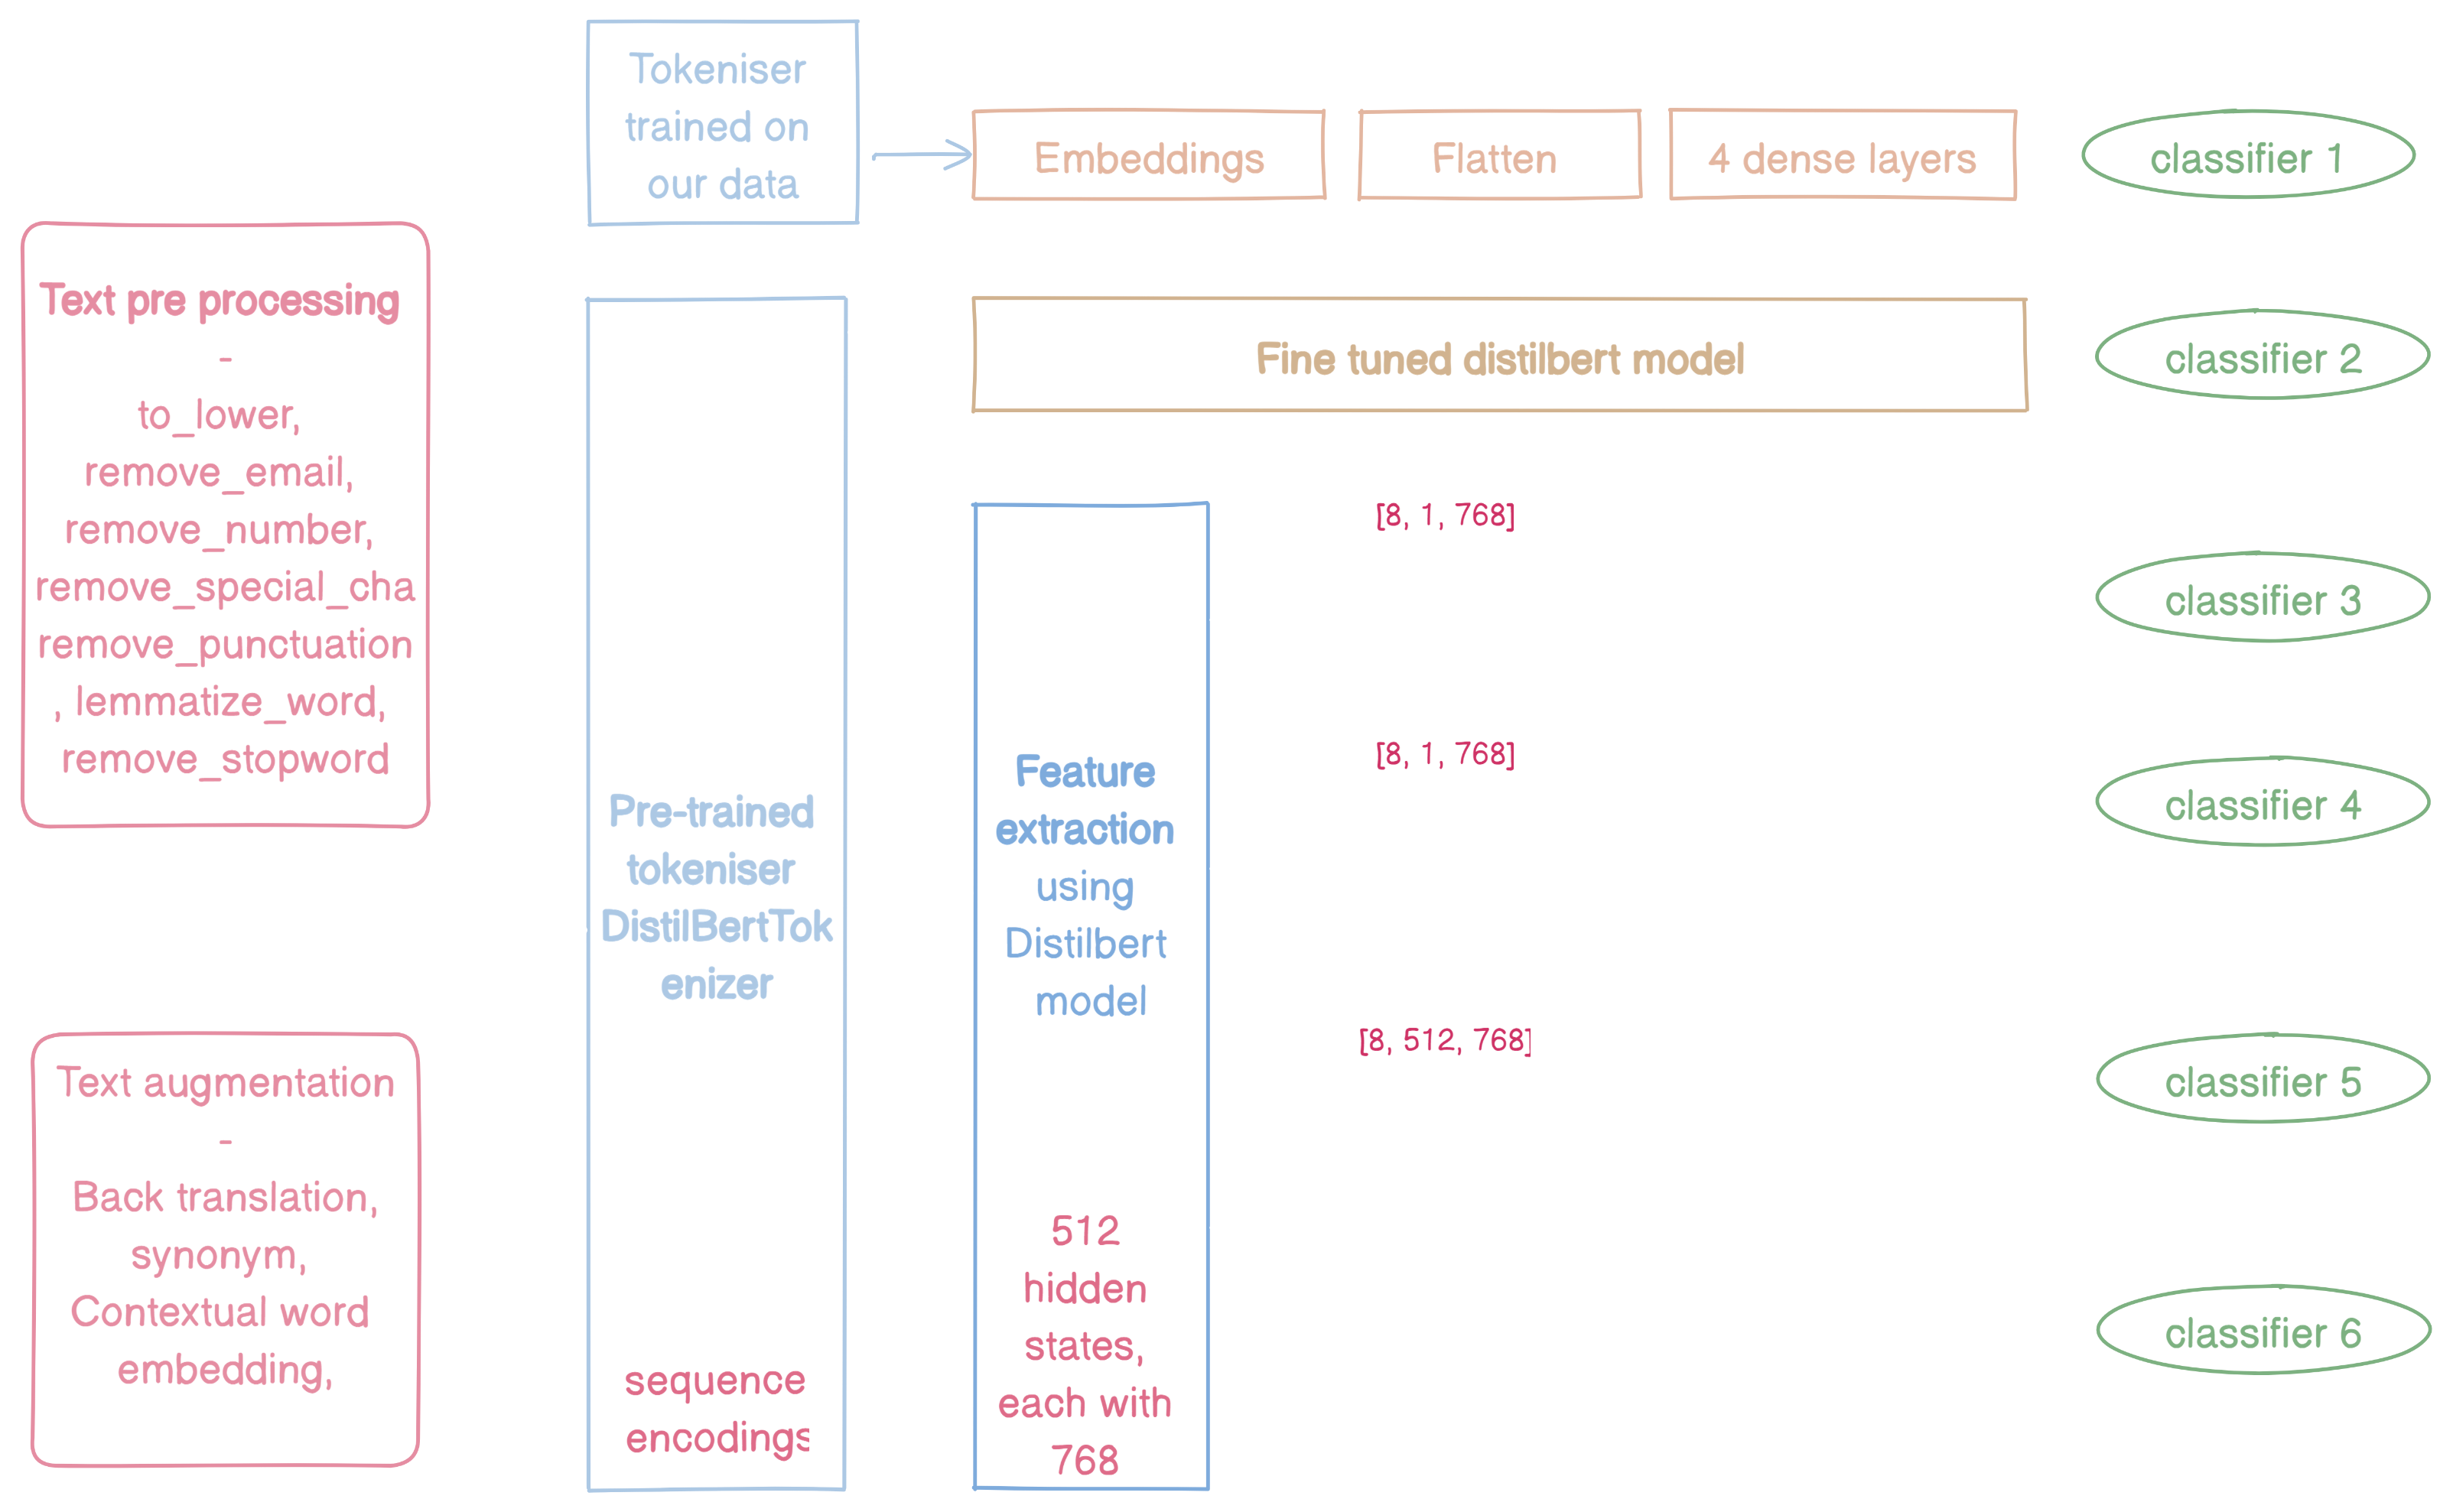 Tokeniser
trained on
our data
Embeddings
Flatten
4 dense layers
classifier 1
Text pre processing
-
to_lower,
remove_email,
remove_number,
remove_special_cha
remove_punctuation
, lemmatize_word,
remove_stopword
Fine tuned distilbert model
classifier 2
[8, 1, 768]
classifier 3
Pre-trained
tokeniser
DistilBertTok
enizer
Feature
extraction
using
Distilbert
model
[8, 1, 768]
classifier 4
[8, 512, 768]
classifier 5
Text augmentation
-
Back translation,
synonym,
Contextual word
embedding,
sequence
encodings
512
hidden
states,
each with
768
classifier 6